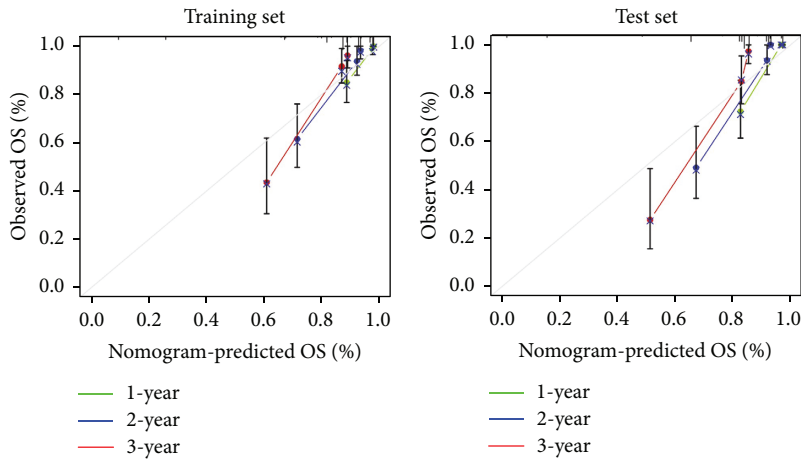 Training set
Observed OS (%)
1.0
0.8
0.6
0.4
0.2
0.0
0.0 0.2 0.4 0.6 0.8 1.0
Nomogram-predicted OS (%)
1-year
2-year
3-year
Test set
Observed OS (%)
1.0
0.8
0.6
0.4
0.2
0.0
0.0 0.2 0.4 0.6 0.8 1.0
Nomogram-predicted OS (%)
1-year
2-year
3-year